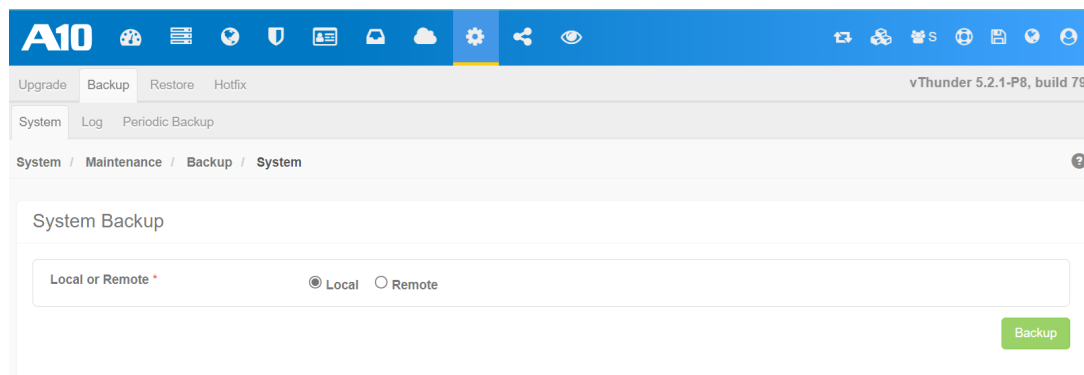 A10 S
Upgrade Backup Restore Hotfix vThunder 5.2.1-P8, build 79
System Log Periodic Backup
System / Maintenance / Backup / System
System Backup
Local or Remote * Local Remote
Backup